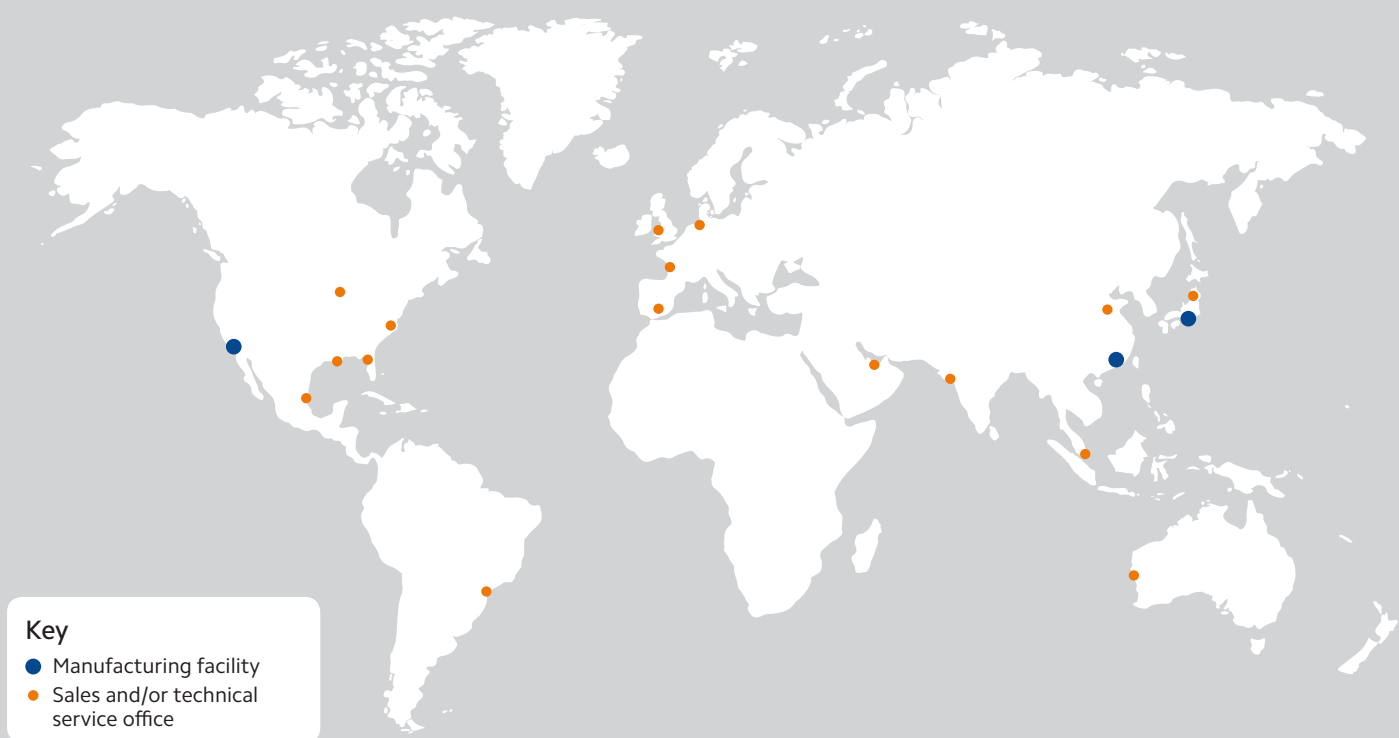 Key
Manufacturing facility
Sales and/or technical
service office